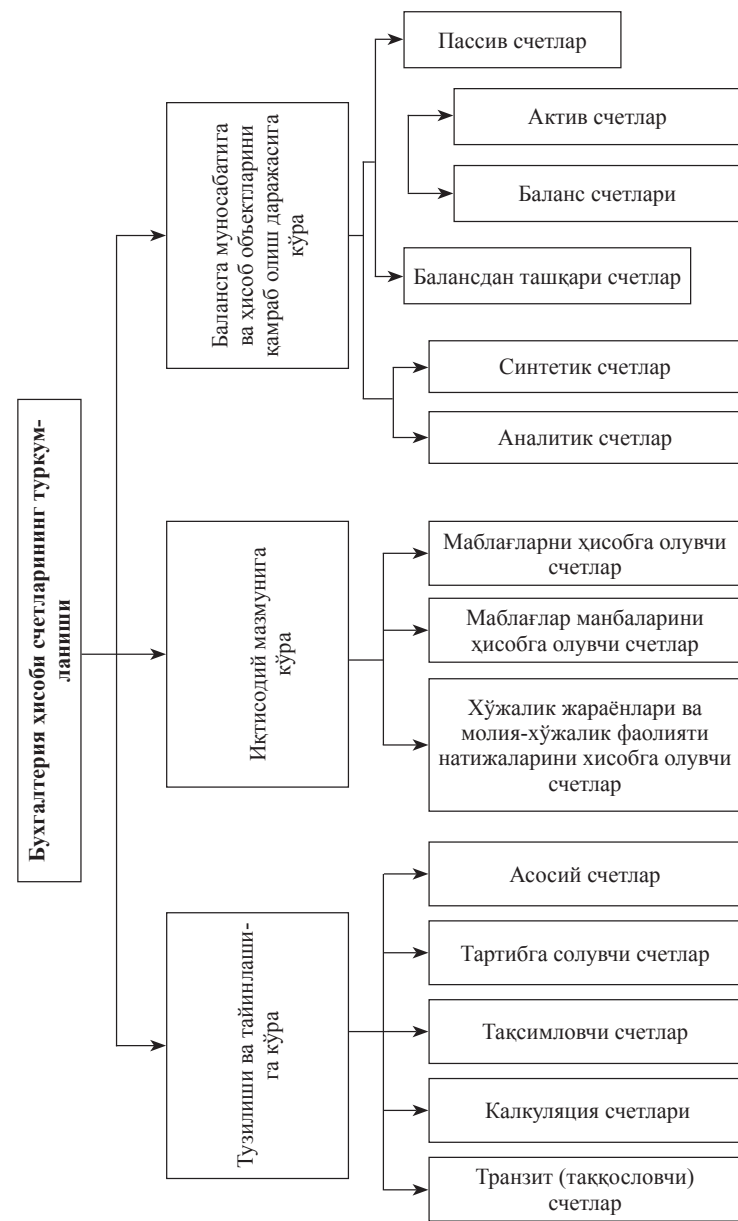 Бухгалтерия ҳисоби счетларининг туркум-
ланиши
Балансга муносабатига
ва ҳисоб объектларини
қамраб олиш даражасига
кўра
Пассив счетлар
Актив счетлар
Баланс счетлари
Балансдан ташқари счетлар
Синтетик счетлар
Аналитик счетлар
Иқтисодий мазмунига
кўра
Маблағларни ҳисобга олувчи
счетлар
Маблағлар манбаларини
ҳисобга олувчи счетлар
Хўжалик жараёнлари ва
молия-хўжалик фаолияти
натижаларини хисобга олувчи
счетлар
Тузилиши ва тайинлаши-
га кўра
Асосий счетлар
Тартибга солувчи счетлар
Тақсимловчи счетлар
Калкуляция счетлари
Транзит (таққословчи)
счетлар